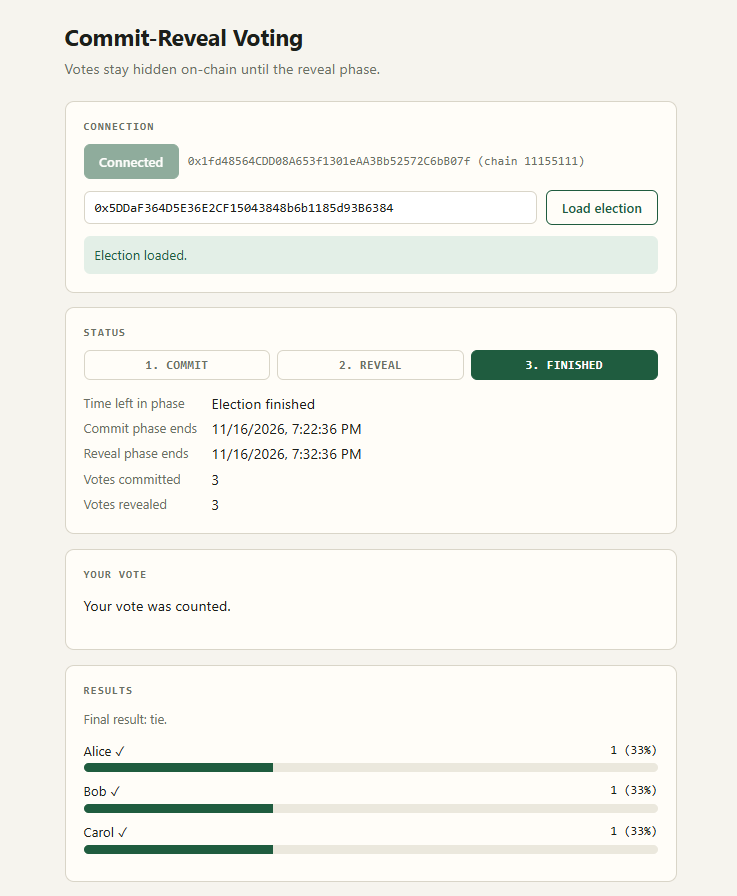 Commit-Reveal Voting
Votes stay hidden on-chain until the reveal phase.
CONNECTION
Connected 0x1fd48564CDD08A653f1301eAA3Bb52572C6bB07f (chain 11155111)
0x5DDaF364D5E36E2CF15043848b6b1185d93B6384 Load election
Election loaded.
STATUS
1. COMMIT 2. REVEAL 3. FINISHED
Time left in phase Election finished
Commit phase ends 11/16/2026, 7:22:36 PM
Reveal phase ends 11/16/2026, 7:32:36 PM
Votes committed 3
Votes revealed 3
YOUR VOTE
Your vote was counted.
RESULTS
Final result: tie.
Alice ✓ 1 (33%)
Bob ✓ 1 (33%)
Carol ✓ 1 (33%)